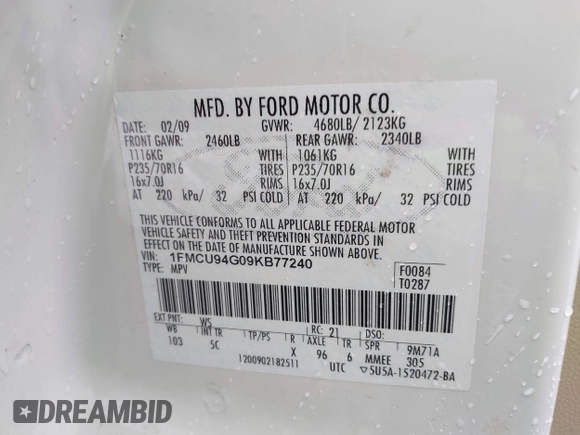 MFD. BY FORD MOTOR CO.
DATE: 02/09 GVWR: 4680LB/ 2123KG
FRONT GAWR: 2460LB REAR GAWR: 2340LB
1116KG WITH 1061KG WITH
P235/70R16 TIRES P235/70R16 TIRES
16x7.0J RIMS 16x7.0J RIMS
AT 220 kPa/ 32 PSI COLD AT 220 kPa/ 32 PSI COLD
THIS VEHICLE CONFORMS TO ALL APPLICABLE FEDERAL MOTOR
VEHICLE SAFETY AND THEFT PREVENTION STANDARDS IN
EFFECT ON THE DATE OF MANUFACTURE SHOWN ABOVE.
VIN: 1FMCU94G09KB77240 F0084
TYPE: MPV T0287
EXT PNT: WS RC: 21 DSO:
WB INT TR TP/PS R AXLE TR SPR 9M71A
103 5C X 96 6 MMEE 305
1200902182511 UTC ▽5U5A-1520472-BA
DREAMBID